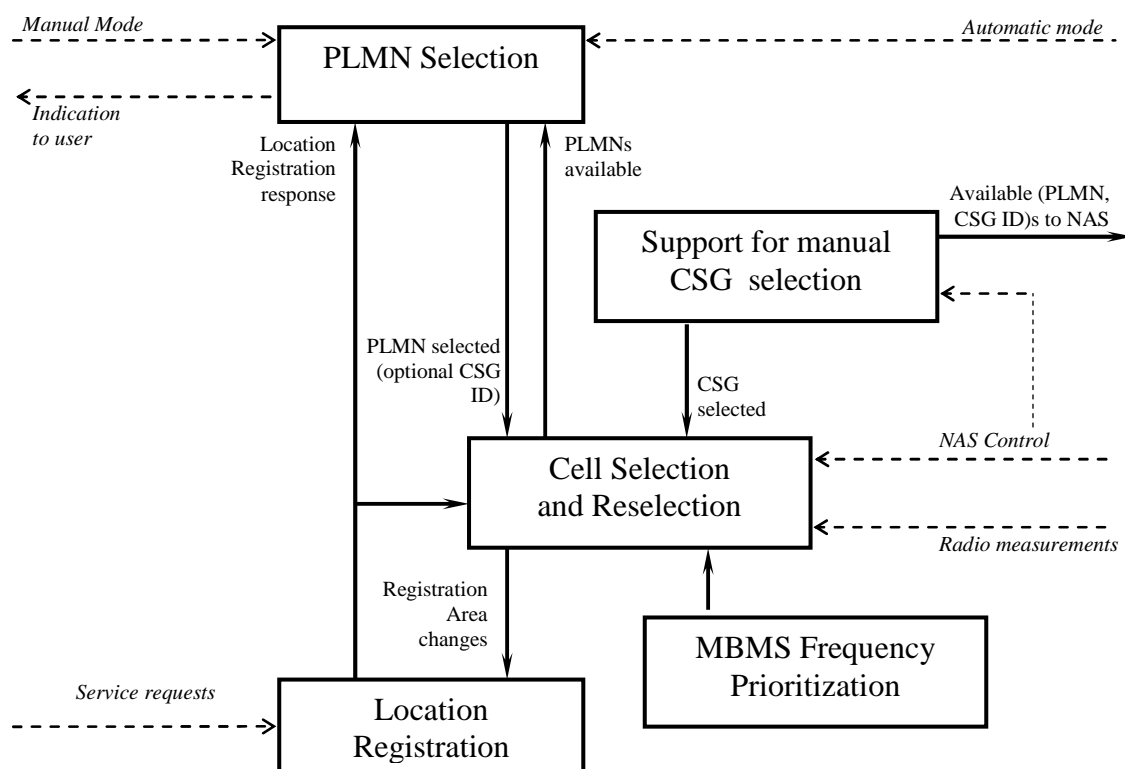 Manual Mode
Automatic mode
PLMN Selection
Indication
to user
Location
Registration
response
PLMNs
available
Available (PLMN,
CSG ID)s to NAS
Support for manual
CSG selection
PLMN selected
(optional CSG
ID)
CSG
selected
NAS Control
Cell Selection
and Reselection
Radio measurements
Registration
Area
changes
MBMS Frequency
Prioritization
Service requests
Location
Registration